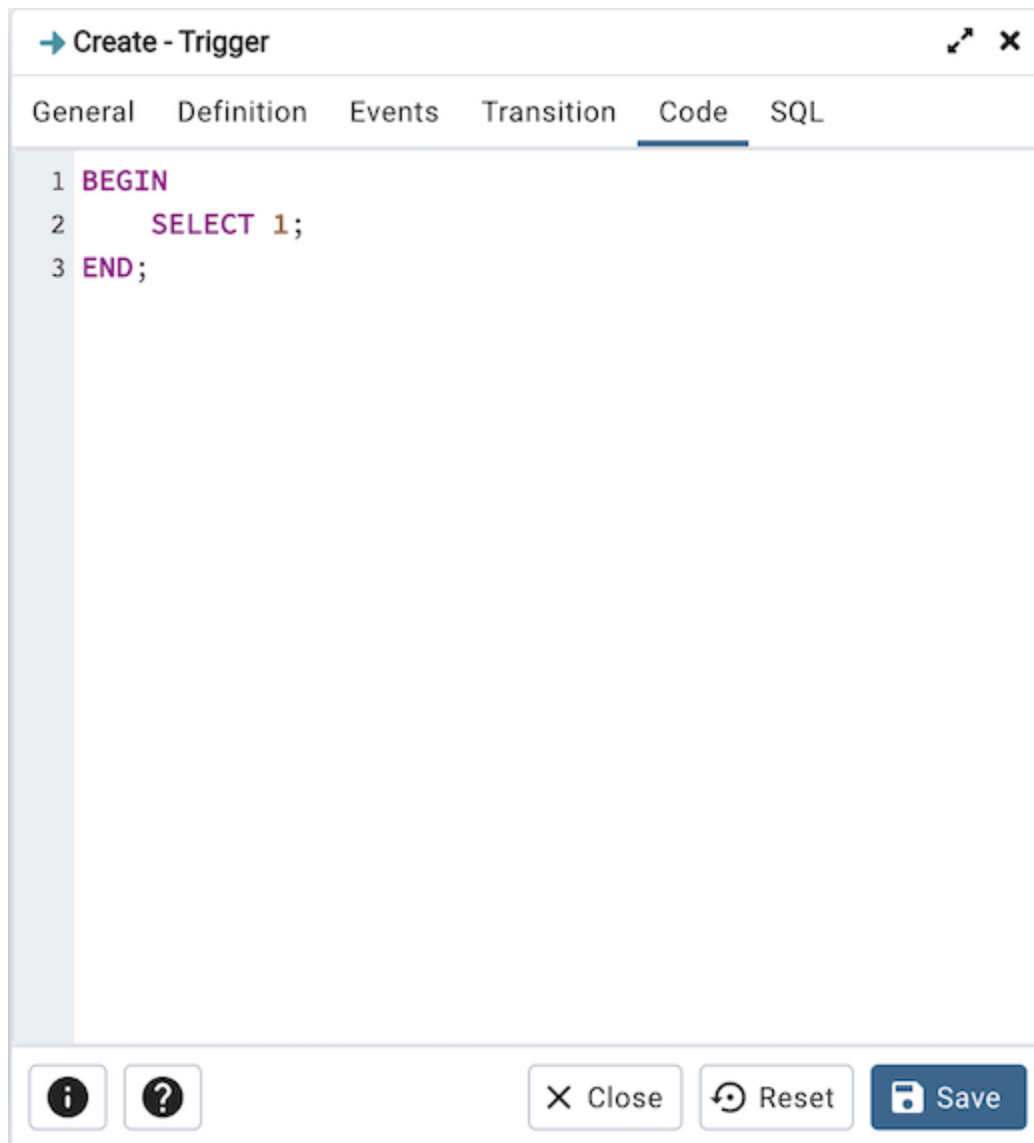 Create - Trigger
General Definition Events Transition Code SQL
1 BEGIN
2     SELECT 1;
3 END;
Close Reset Save